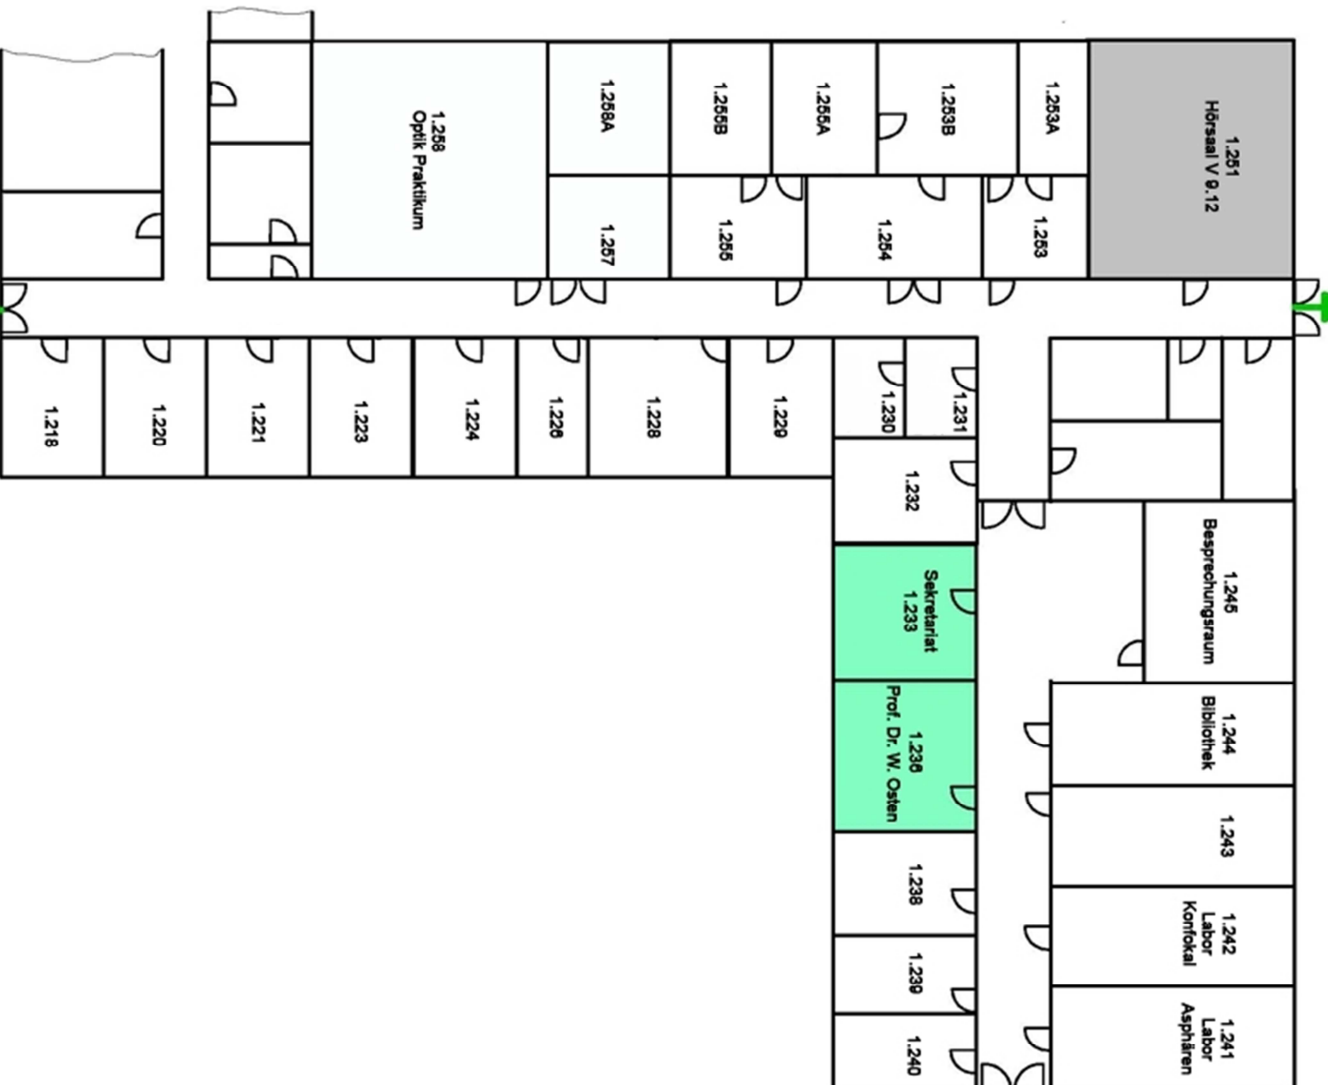 1.258
Optik Praktikum
1.258A
1.255B
1.255A
1.253B
1.253A
1.251
Hörsaal V 9.12
1.257
1.255
1.254
1.253
1.218
1.220
1.221
1.223
1.224
1.226
1.228
1.229
1.230
1.231
1.232
Sekretariat
1.233
1.245
Besprechungsraum
1.236
Prof. Dr. W. Osten
1.244
Bibliothek
1.243
1.238
1.242
Labor
Konfokal
1.239
1.241
Labor
Asphären
1.240